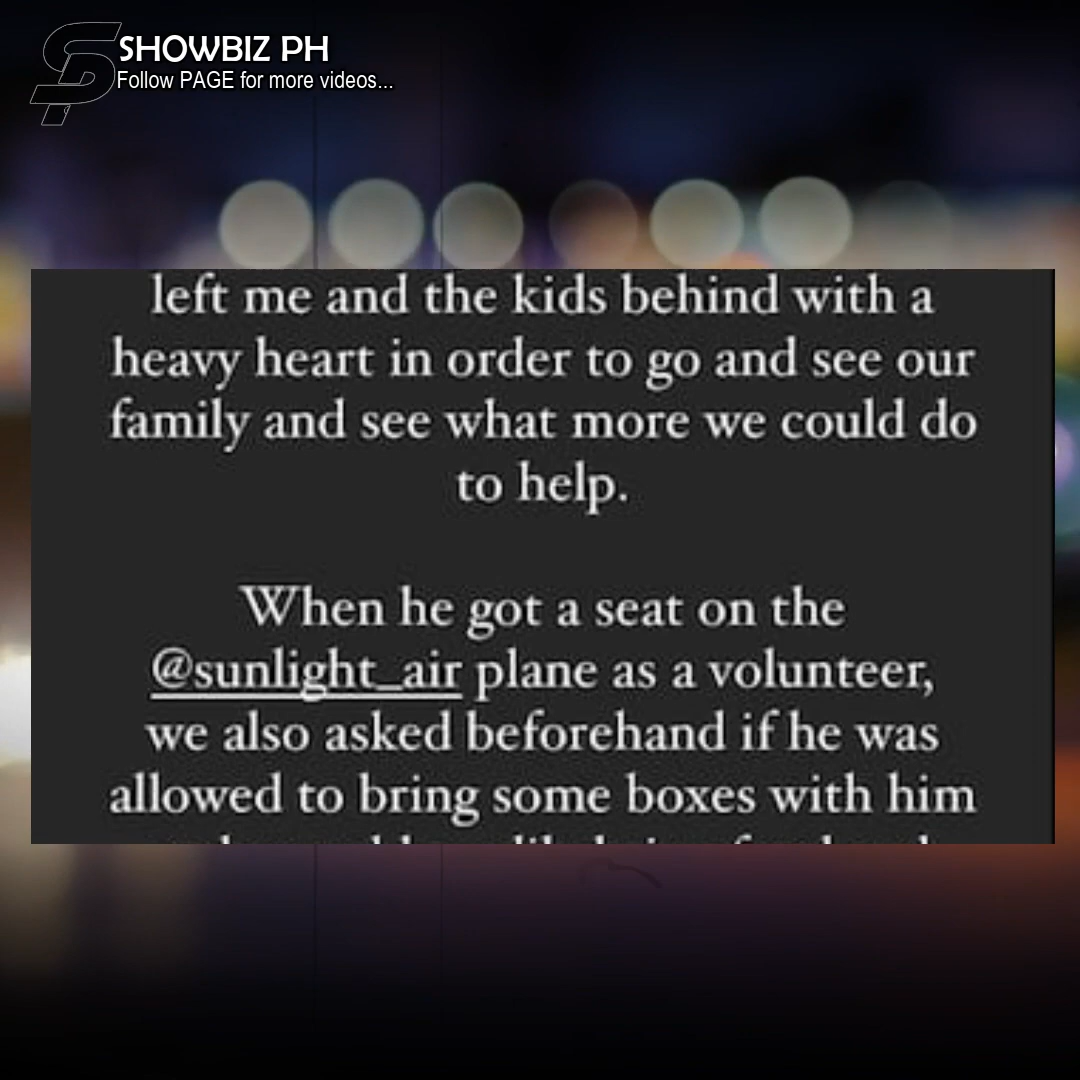 SHOWBIZ PH
Follow PAGE for more videos...
left me and the kids behind with a
heavy heart in order to go and see our
family and see what more we could do
to help.
When he got a seat on the
@sunlight_air plane as a volunteer,
we also asked beforehand if he was
allowed to bring some boxes with him